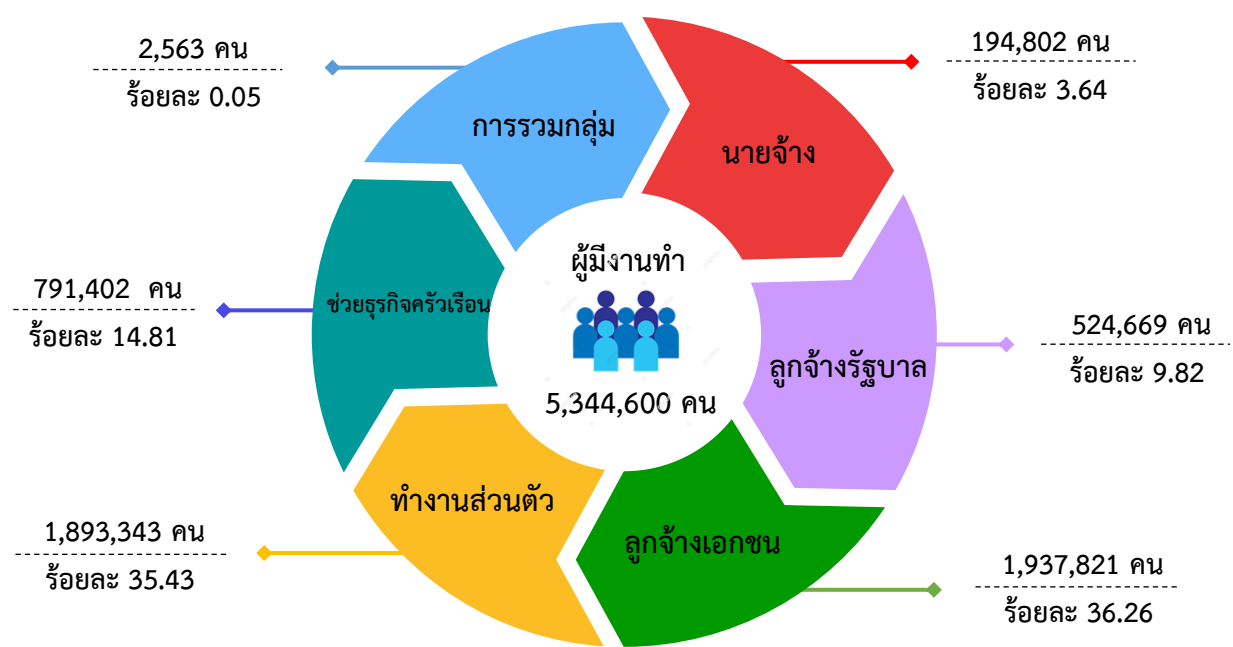 2,563 คน
ร้อยละ 0.05
194,802 คน
ร้อยละ 3.64
การรวมกลุ่ม
นายจ้าง
ผู้มีงานทำ
5,344,600 คน
791,402 คน
ร้อยละ 14.81
ช่วยธุรกิจครัวเรือน
ลูกจ้างรัฐบาล
524,669 คน
ร้อยละ 9.82
ทำงานส่วนตัว
ลูกจ้างเอกชน
1,893,343 คน
ร้อยละ 35.43
1,937,821 คน
ร้อยละ 36.26